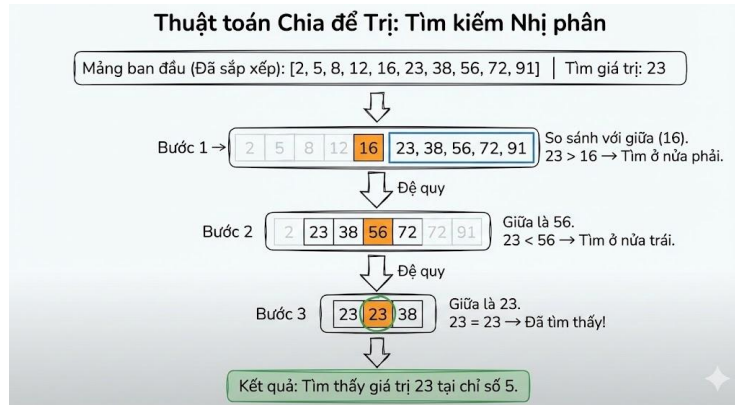 Thuật toán Chia để Trị: Tìm kiếm Nhị phân
Mảng ban đầu (Đã sắp xếp): [2, 5, 8, 12, 16, 23, 38, 56, 72, 91] | Tìm giá trị: 23
Bước 1 → 2 5 8 12 16 23, 38, 56, 72, 91
So sánh với giữa (16).
23 > 16 → Tìm ở nửa phải.
Đệ quy
Bước 2 2 23 38 56 72 72 91
Giữa là 56.
23 < 56 → Tìm ở nửa trái.
Đệ quy
Bước 3 23 23 38
Giữa là 23.
23 = 23 → Đã tìm thấy!
Kết quả: Tìm thấy giá trị 23 tại chỉ số 5.